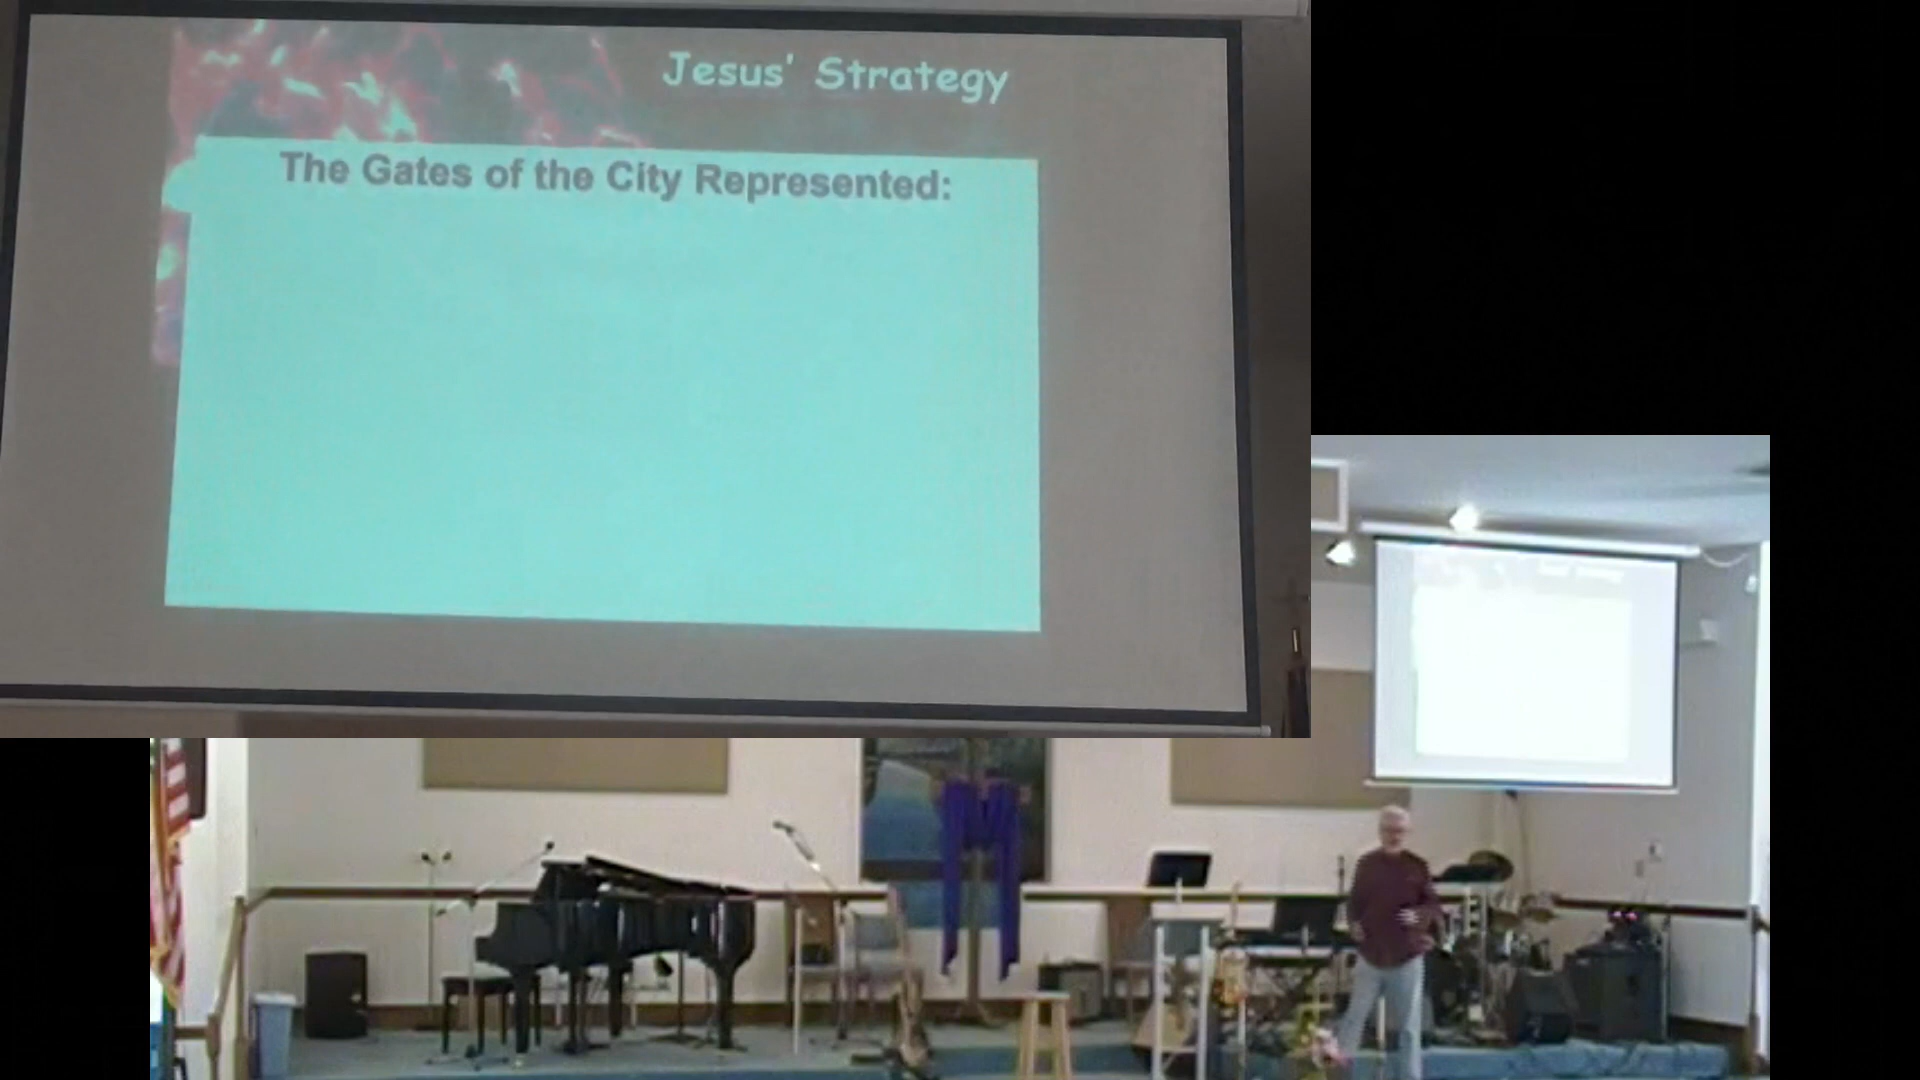 Jesus' Strategy
The Gates of the City Represented: